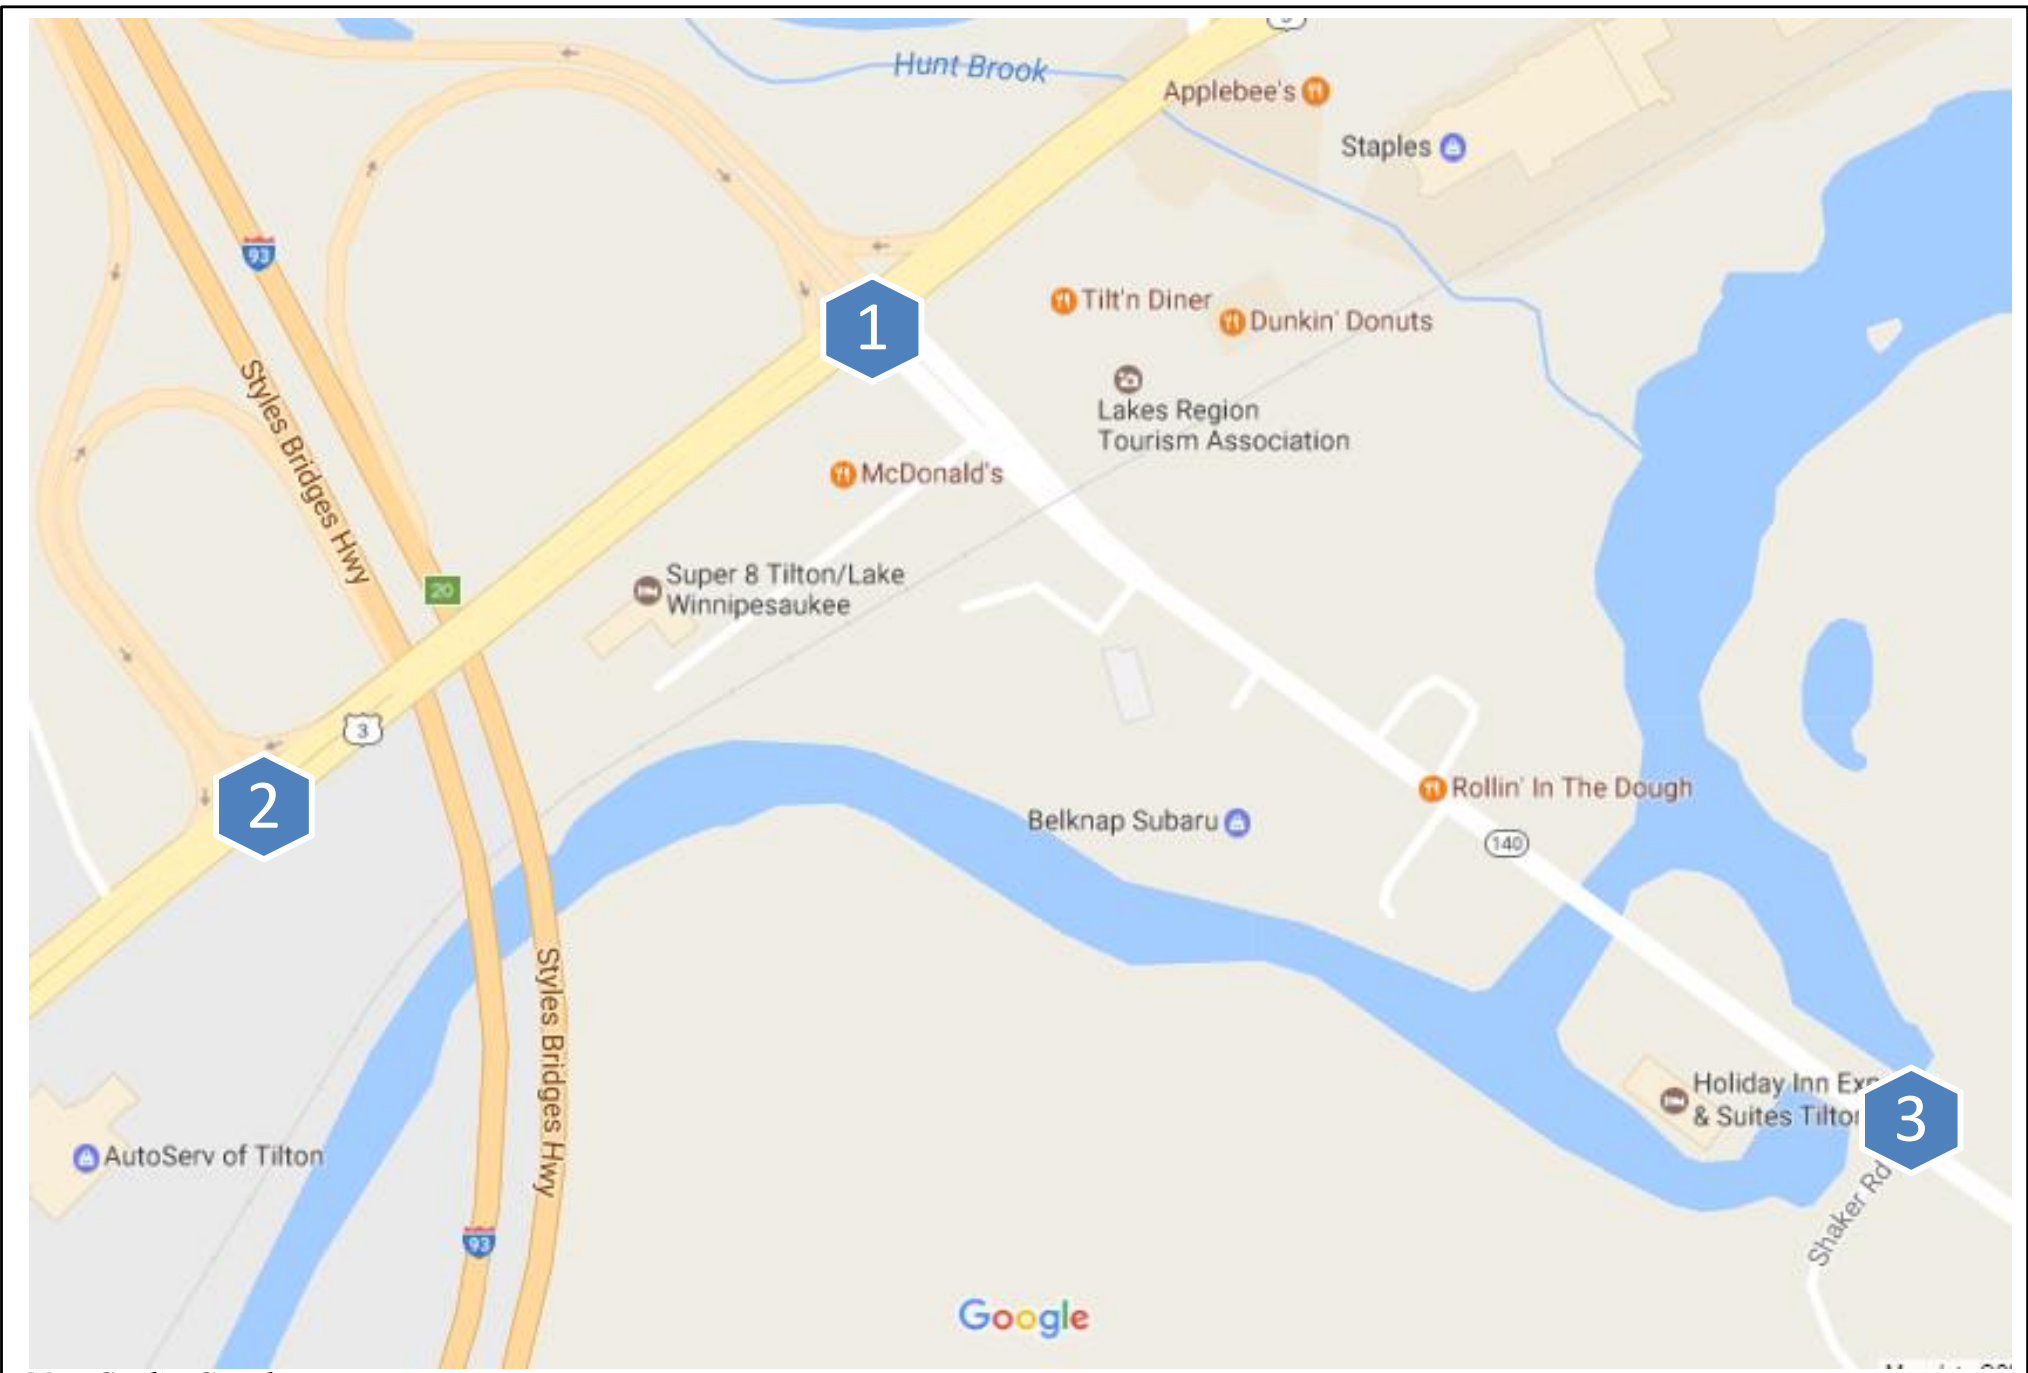 Hunt Brook
Applebee's
Staples
93
1
Tilt'n Diner
Dunkin' Donuts
Styles Bridges Hwy
Lakes Region
Tourism Association
McDonald's
20
Super 8 Tilton/Lake
Winnipesaukee
3
2
Rollin' In The Dough
Belknap Subaru
140
Styles Bridges Hwy
Holiday Inn Exp
& Suites Tilton
3
AutoServ of Tilton
Shaker Rd
93
Google